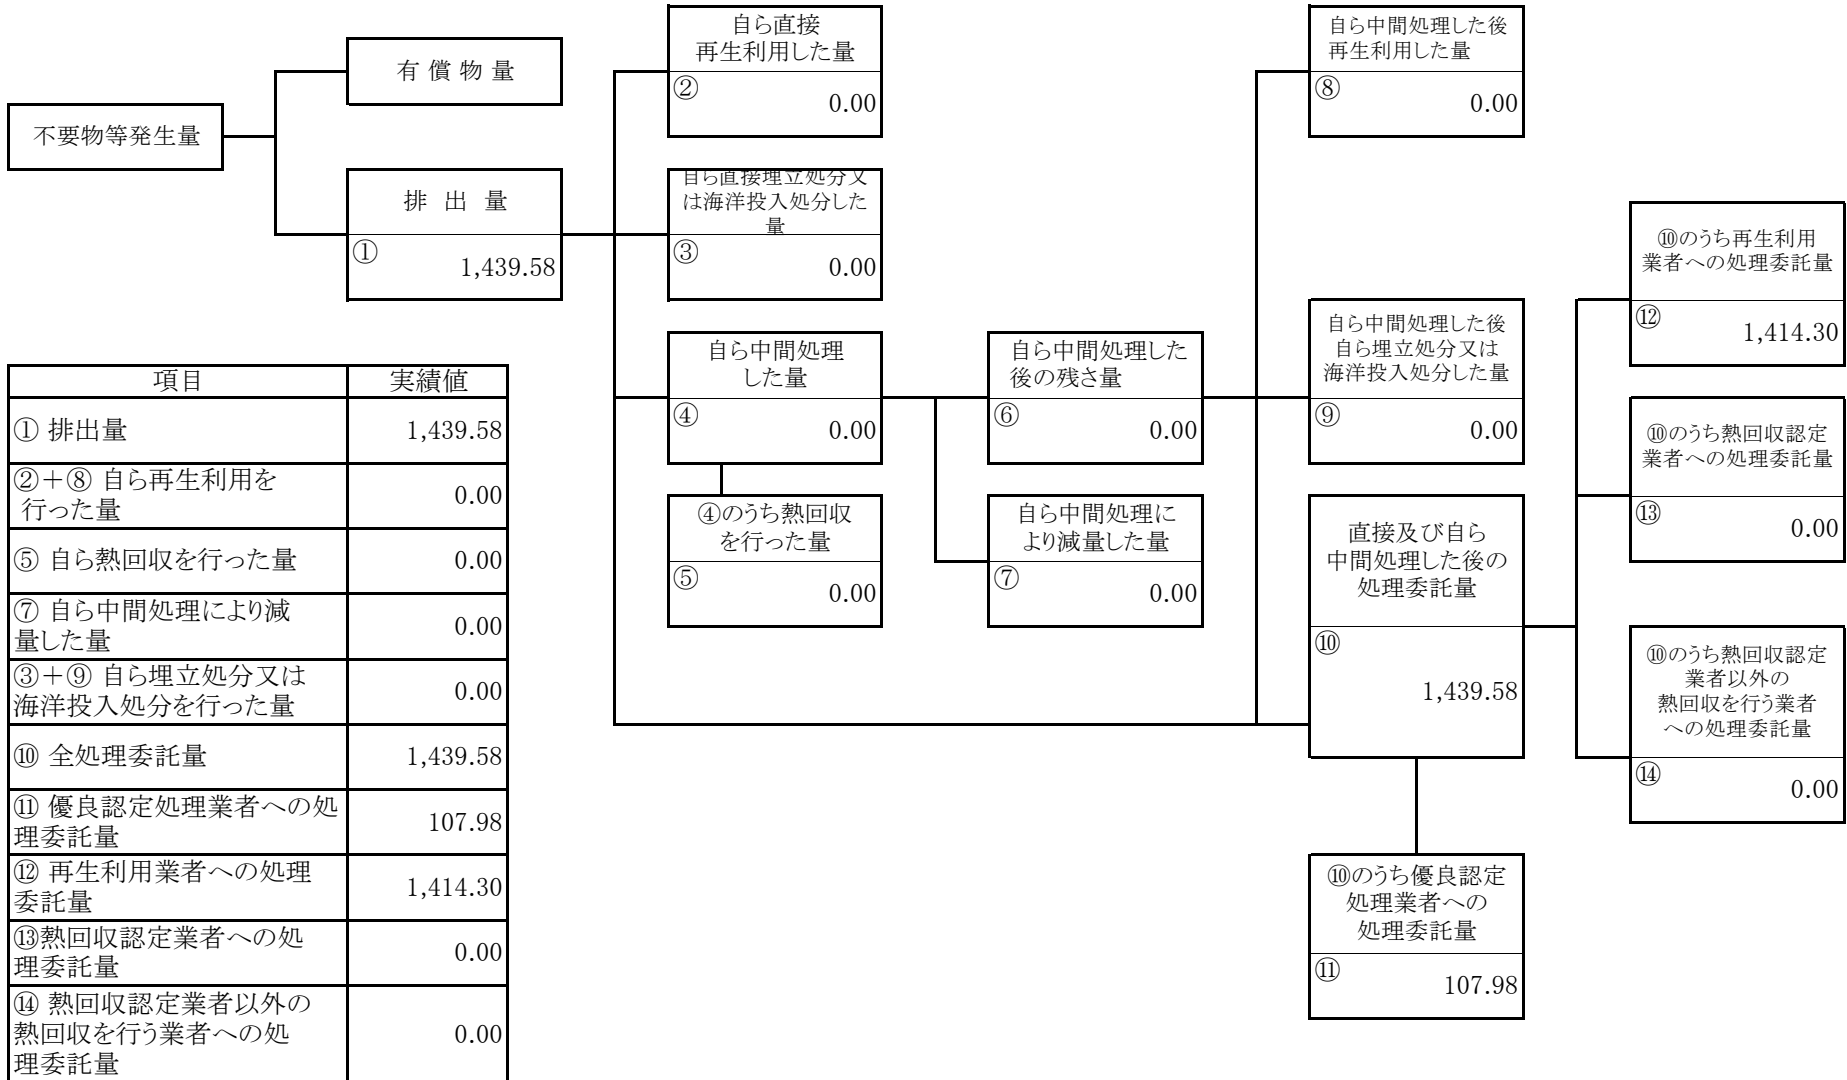 自ら直接
再生利用した量
②
0.00
自ら中間処理した後
再生利用した量
⑧
0.00
有 償 物 量
不要物等発生量
排 出 量
①
1,439.58
自ら直接埋立処分又
は海洋投入処分した
量
③
0.00
⑩のうち再生利用
業者への処理委託量
⑫
1,414.30
自ら中間処理
した量
④
0.00
自ら中間処理した
後の残さ量
⑥
0.00
自ら中間処理した後
自ら埋立処分又は
海洋投入処分した量
⑨
0.00
⑩のうち熱回収認定
業者への処理委託量
⑬
0.00
④のうち熱回収
を行った量
⑤
0.00
自ら中間処理に
より減量した量
⑦
0.00
直接及び自ら
中間処理した後の
処理委託量
⑩
1,439.58
⑩のうち熱回収認定
業者以外の
熱回収を行う業者
への処理委託量
⑭
0.00
⑩のうち優良認定
処理業者への
処理委託量
⑪
107.98
項目 実績値
① 排出量 1,439.58
②+⑧ 自ら再生利用を
行った量 0.00
⑤ 自ら熱回収を行った量 0.00
⑦ 自ら中間処理により減
量した量 0.00
③+⑨ 自ら埋立処分又は
海洋投入処分を行った量 0.00
⑩ 全処理委託量 1,439.58
⑪ 優良認定処理業者への処
理委託量 107.98
⑫ 再生利用業者への処理
委託量 1,414.30
⑬熱回収認定業者への処
理委託量 0.00
⑭ 熱回収認定業者以外の
熱回収を行う業者への処
理委託量 0.00